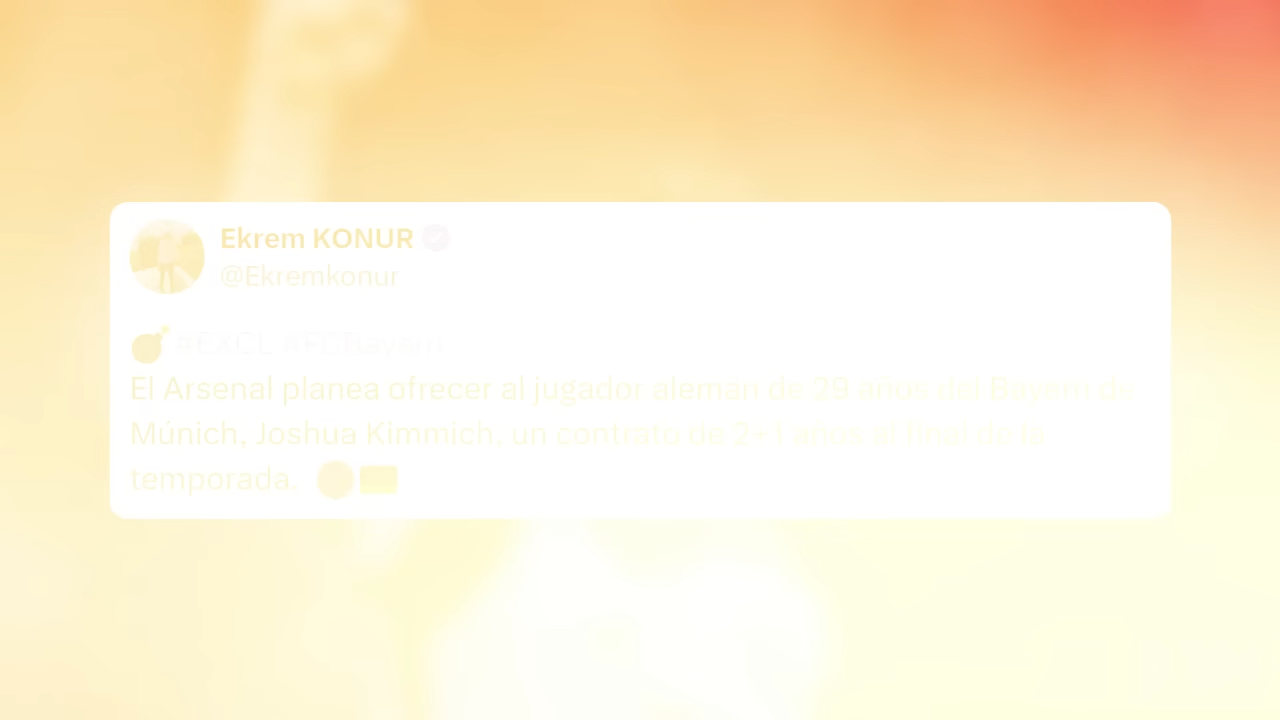 Ekrem KONUR
@Ekremkonur
#EXCL #FCBayern
El Arsenal planea ofrecer al jugador alemán de 29 años del Bayern de
Múnich, Joshua Kimmich, un contrato de 2+1 años al final de la
temporada.